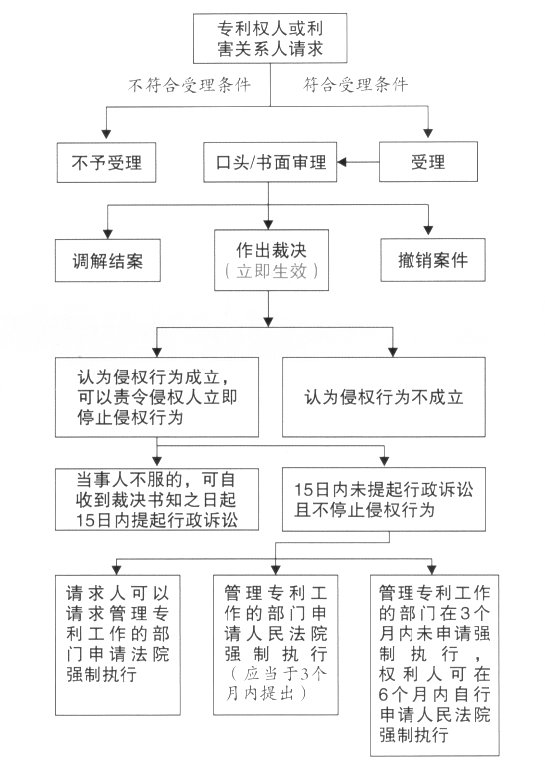 专利权人或利
害关系人请求
不符合受理条件
符合受理条件
不予受理
口头/书面审理
受理
调解结案
作出裁决
（立即生效）
撤销案件
认为侵权行为成立，
可以责令侵权人立即
停止侵权行为
认为侵权行为不成立
当事人不服的，可自
收到裁决书知之日起
15日内提起行政诉讼
15日内未提起行政诉讼
且不停止侵权行为
请求人可以
请求管理专
利工作的部
门申请法院
强制执行
管理专利工
作的部门申
请人民法院
强制执行
（应当于3个
月内提出）
管理专利工作
的部门在3个
月内未申请强
制执行，
权利人可在
6个月内自行
申请人民法院
强制执行